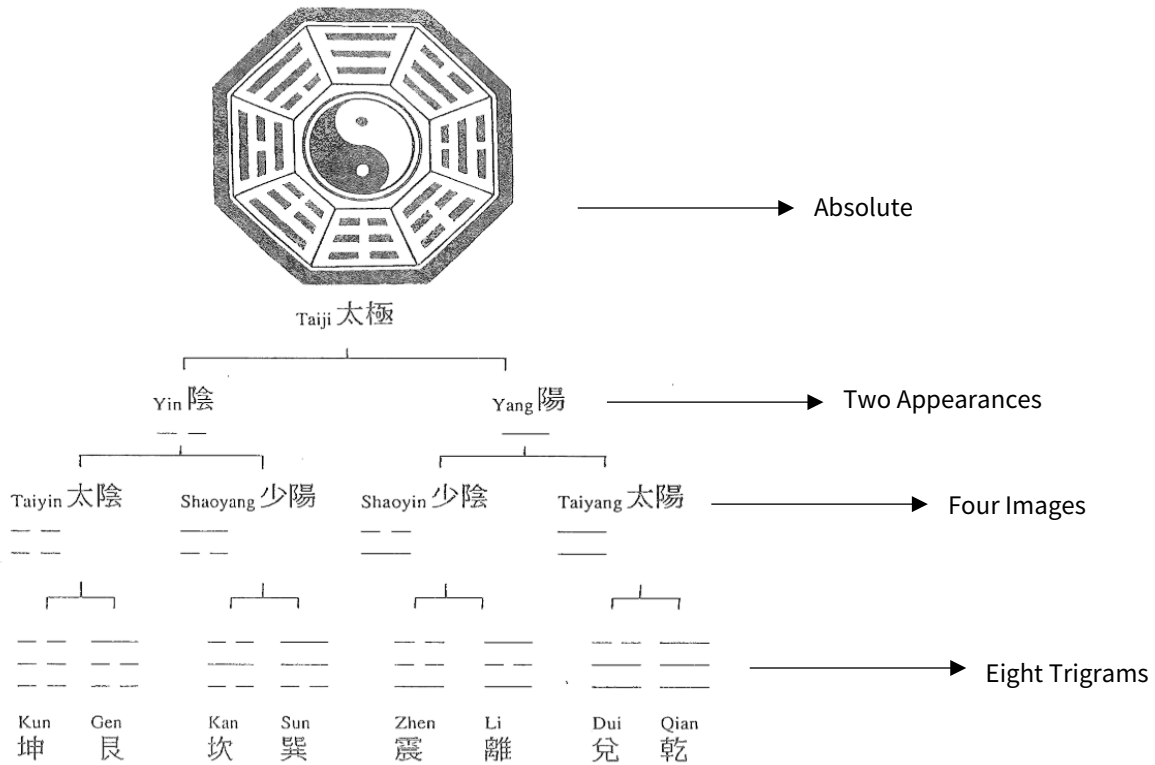 Absolute
Taiji 太極
Yin 陰 Yang 陽 Two Appearances
Taiyin 太陰 Shaoyang 少陽 Shaoyin 少陰 Taiyang 太陽 Four Images
Eight Trigrams
Kun Gen Kan Sun Zhen Li Dui Qian
坤 艮 坎 巽 震 離 兌 乾